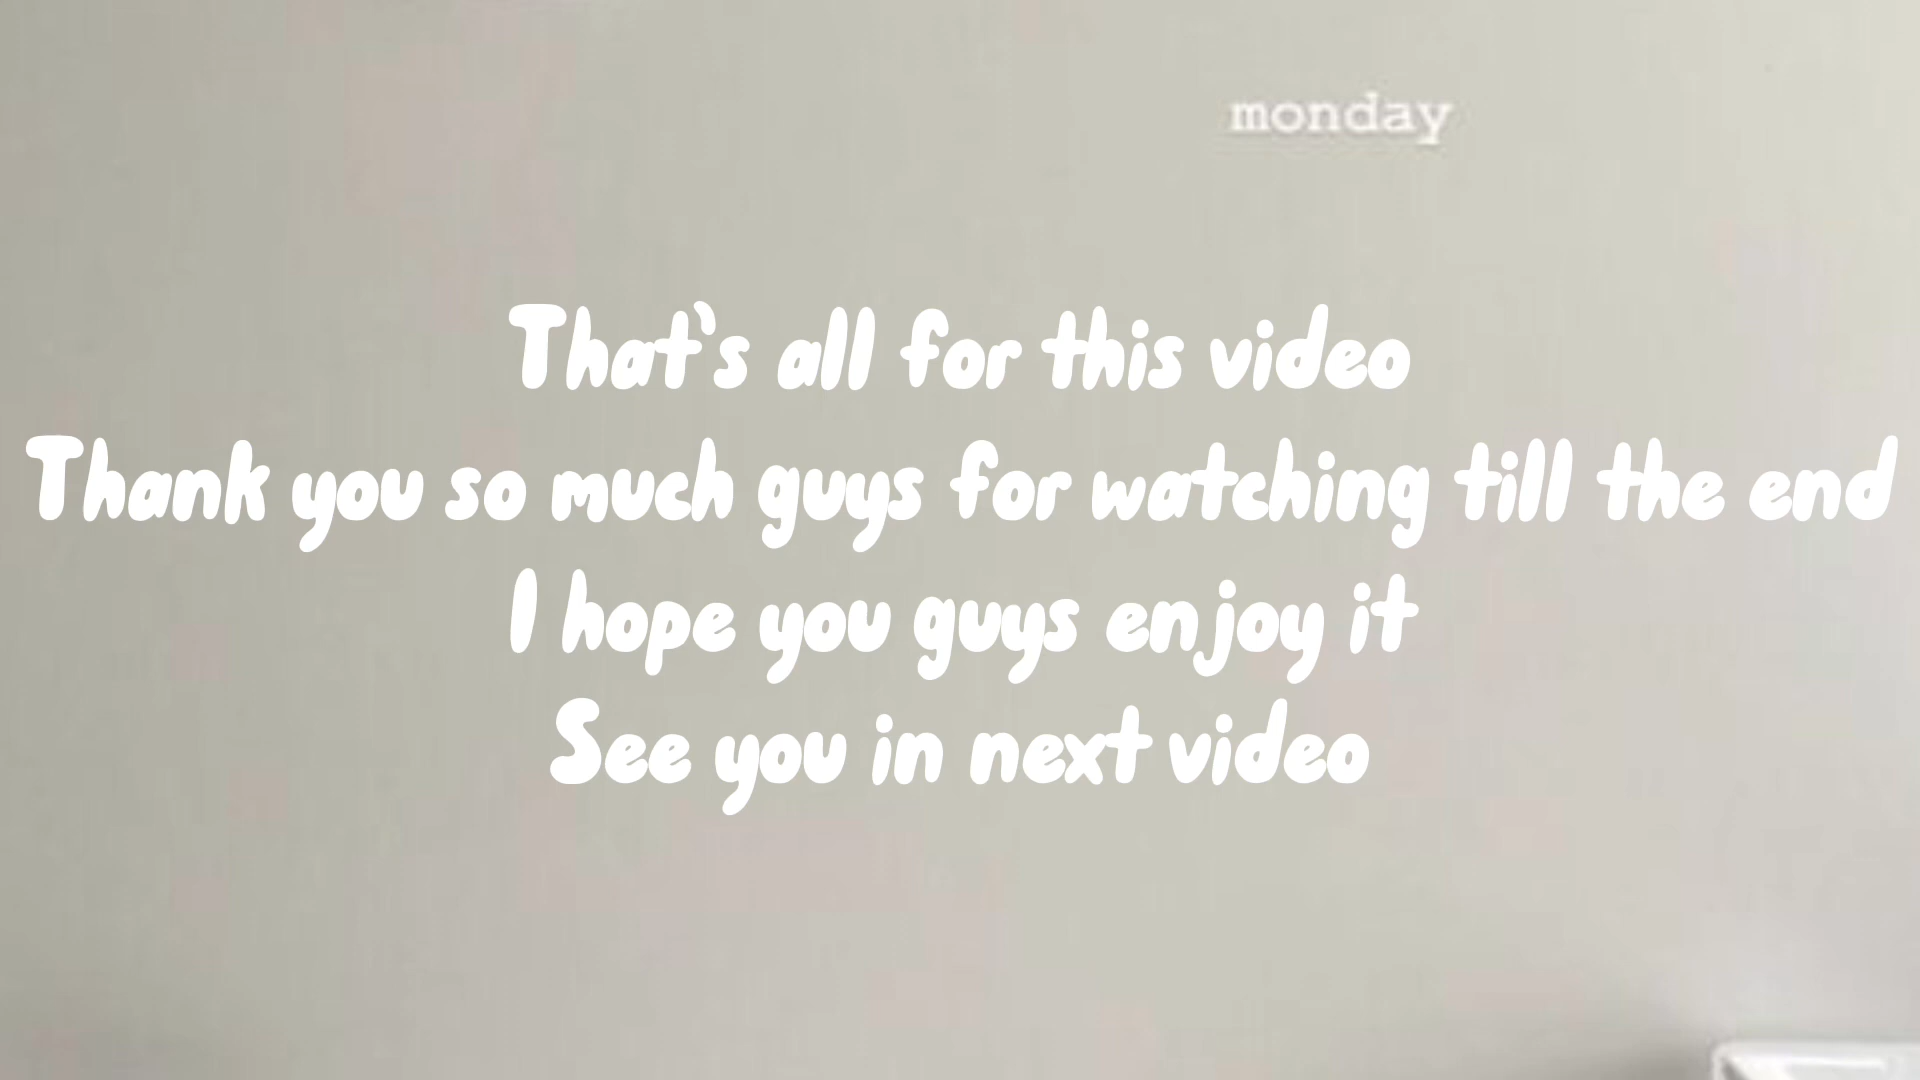 monday
That's all for this video
Thank you so much guys for watching till the end
I hope you guys enjoy it
See you in next video